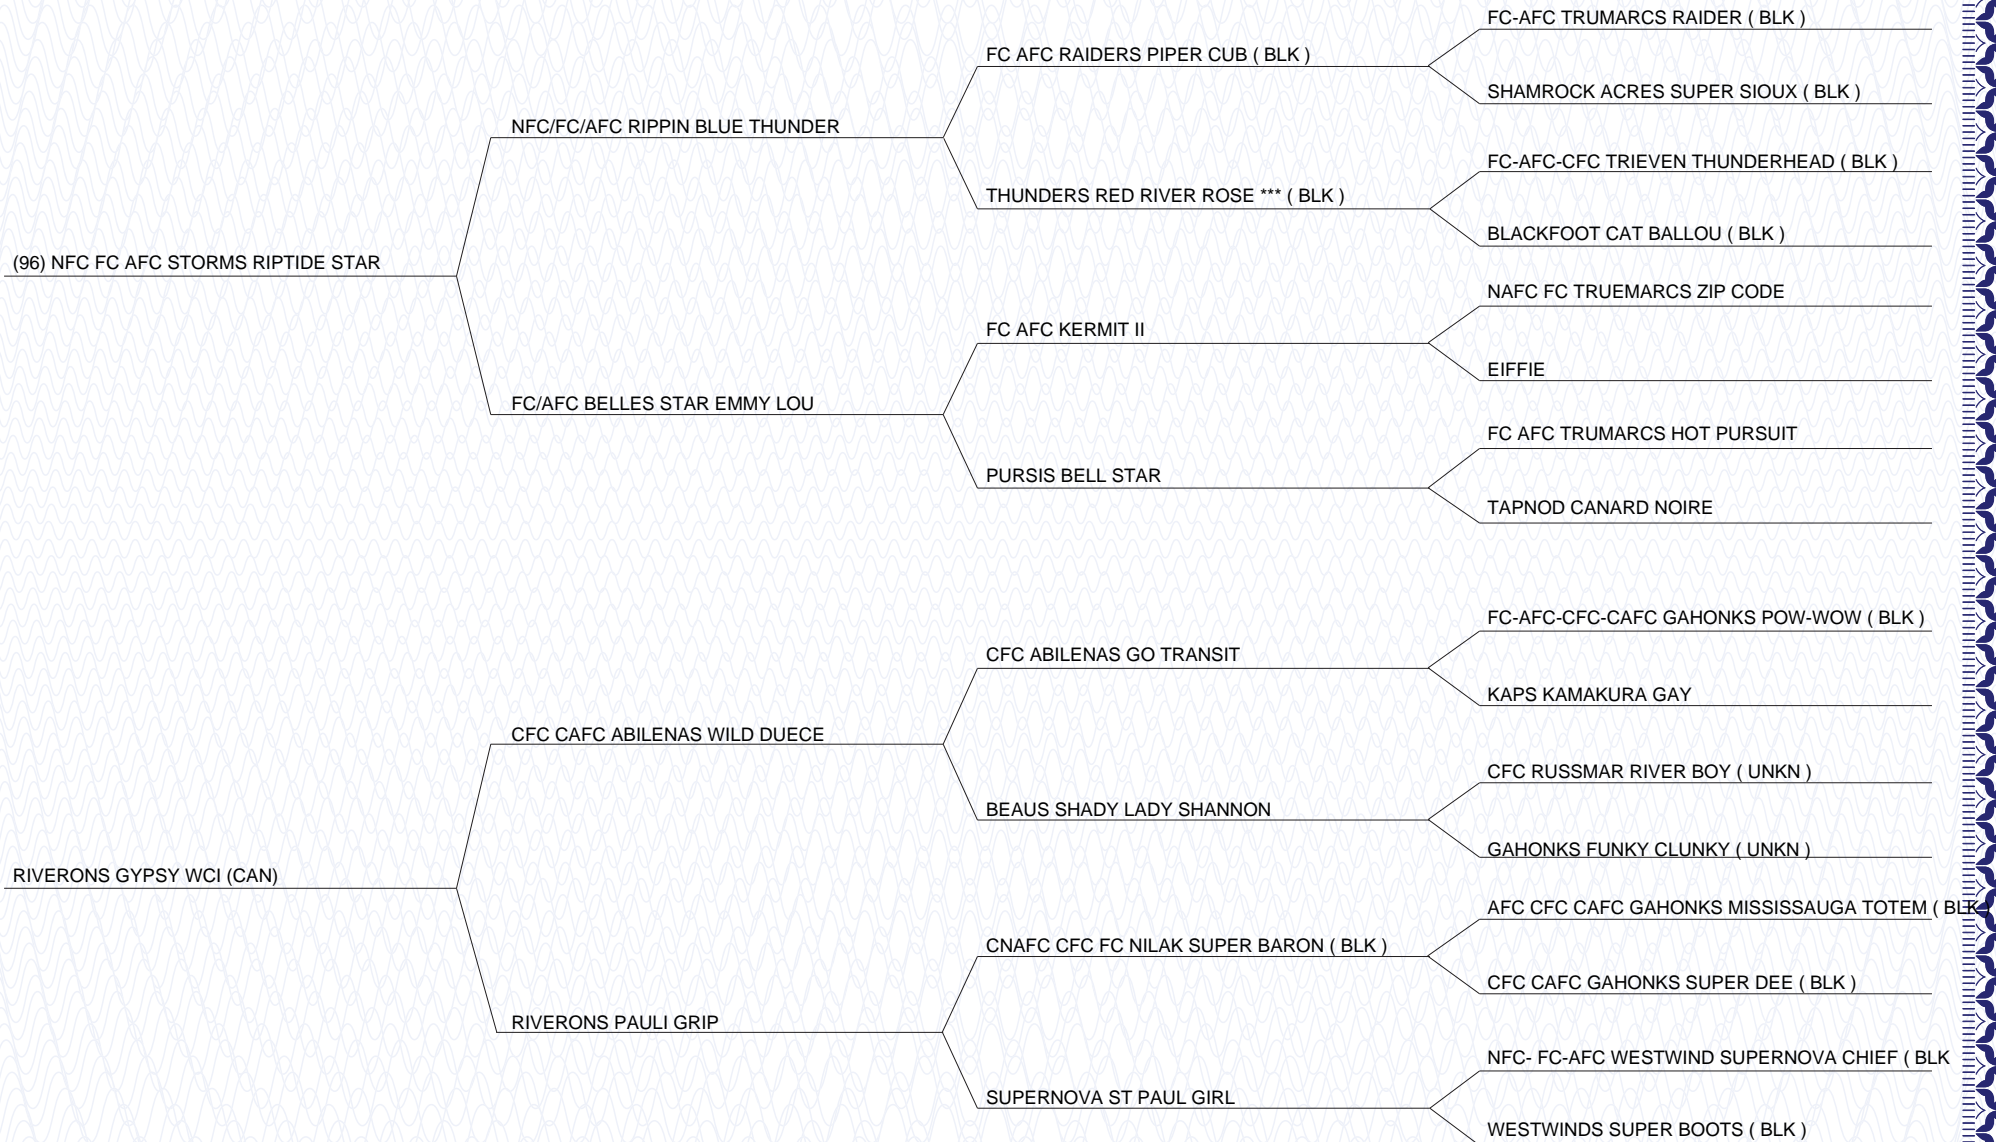 FC-AFC TRUMARCS RAIDER ( BLK )
FC AFC RAIDERS PIPER CUB ( BLK )
SHAMROCK ACRES SUPER SIOUX ( BLK )
NFC/FC/AFC RIPPIN BLUE THUNDER
FC-AFC-CFC TRIEVEN THUNDERHEAD ( BLK )
THUNDERS RED RIVER ROSE *** ( BLK )
BLACKFOOT CAT BALLOU ( BLK )
(96) NFC FC AFC STORMS RIPTIDE STAR
NAFC FC TRUEMARCS ZIP CODE
FC AFC KERMIT II
EIFFIE
FC/AFC BELLES STAR EMMY LOU
FC AFC TRUMARCS HOT PURSUIT
PURSIS BELL STAR
TAPNOD CANARD NOIRE
FC-AFC-CFC-CAFC GAHONKS POW-WOW ( BLK )
CFC ABILENAS GO TRANSIT
KAPS KAMAKURA GAY
CFC CAFC ABILENAS WILD DUECE
CFC RUSSMAR RIVER BOY ( UNKN )
BEAUS SHADY LADY SHANNON
GAHONKS FUNKY CLUNKY ( UNKN )
RIVERONS GYPSY WCI (CAN)
AFC CFC CAFC GAHONKS MISSISSAUGA TOTEM ( BLK )
CNAFC CFC FC NILAK SUPER BARON ( BLK )
CFC CAFC GAHONKS SUPER DEE ( BLK )
RIVERONS PAULI GRIP
NFC- FC-AFC WESTWIND SUPERNOVA CHIEF ( BLK
SUPERNOVA ST PAUL GIRL
WESTWINDS SUPER BOOTS ( BLK )